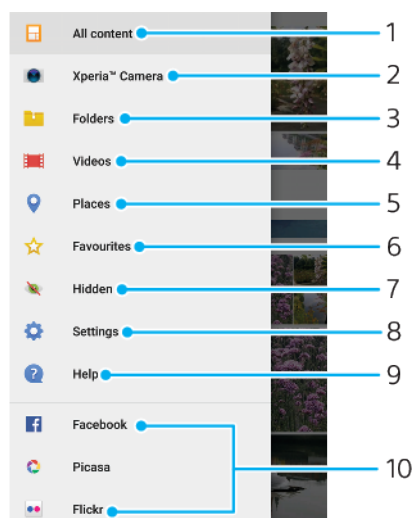 All content 1
Xperia™ Camera 2
Folders 3
Videos 4
Places 5
Favourites 6
Hidden 7
Settings 8
Help 9
Facebook
Picasa 10
Flickr